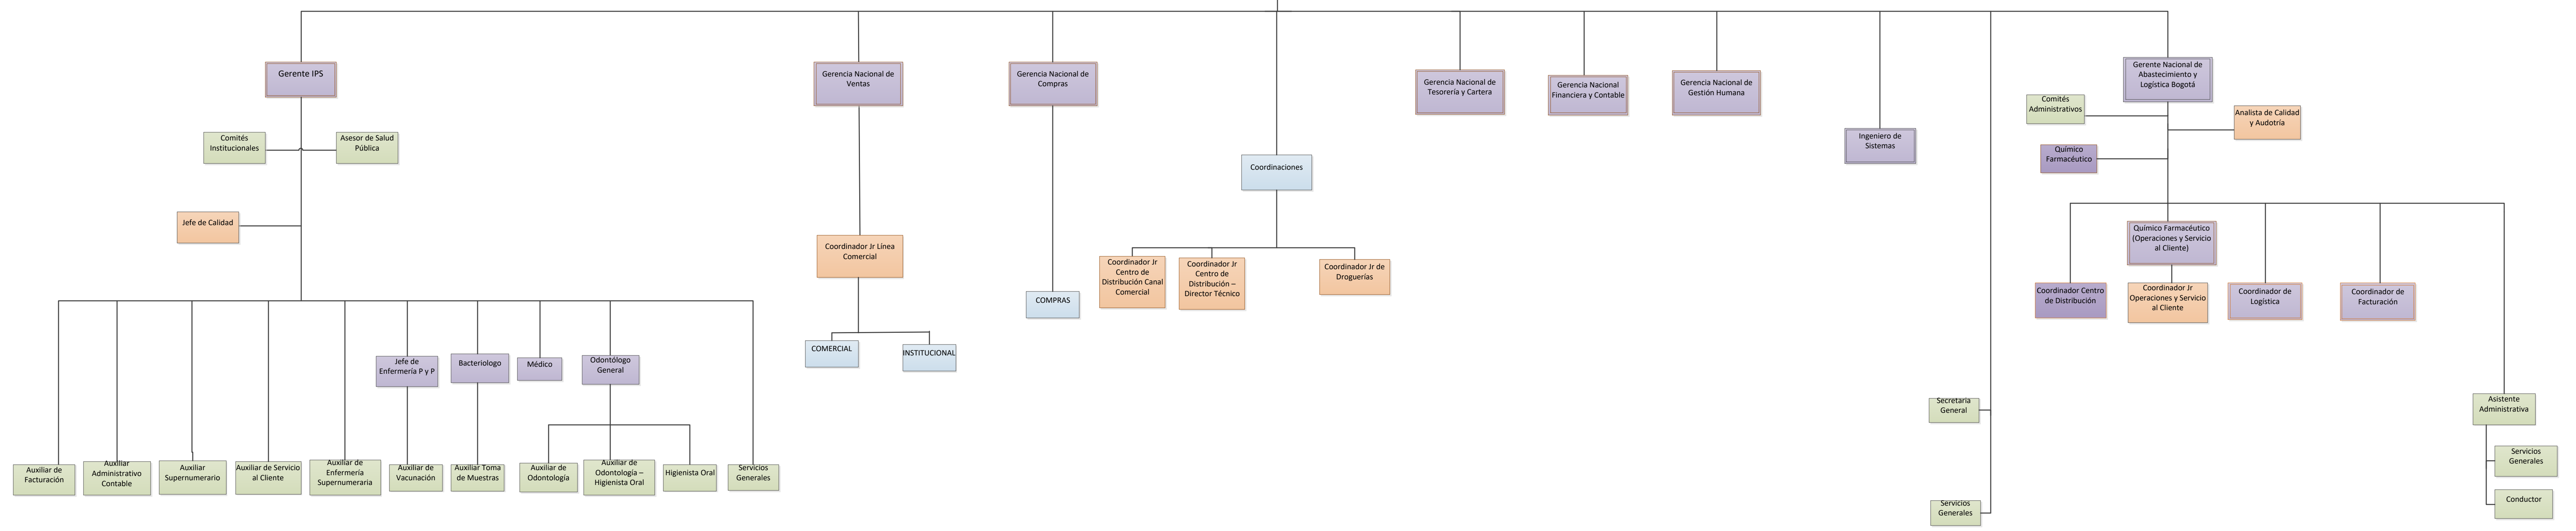 Gerente IPS
Gerencia Nacional de
Ventas
Gerencia Nacional de
Compras
Gerencia Nacional de
Tesorería y Cartera
Gerencia Nacional
Financiera y Contable
Gerencia Nacional de
Gestión Humana
Gerente Nacional de
Abastecimiento y
Logística Bogotá
Comités
Administrativos
Analista de Calidad
y Audotría
Comités
Institucionales
Asesor de Salud
Pública
Ingeniero de
Sistemas
Químico
Farmacéutico
Coordinaciones
Jefe de Calidad
Coordinador Jr Línea
Comercial
Coordinador Jr
Centro de
Distribución Canal
Comercial
Coordinador Jr
Centro de
Distribución –
Director Técnico
Coordinador Jr de
Droguerías
Químico Farmacéutico
(Operaciones y Servicio
al Cliente)
Coordinador Centro
de Distribución
Coordinador Jr
Operaciones y Servicio
al Cliente
Coordinador de
Logística
Coordinador de
Facturación
COMPRAS
COMERCIAL
INSTITUCIONAL
Jefe de
Enfermería P y P
Bacteriologo
Médico
Odontólogo
General
Secretaria
General
Asistente
Administrativa
Auxiliar de
Facturación
Auxiliar
Administrativo
Contable
Auxiliar
Supernumerario
Auxiliar de Servicio
al Cliente
Auxiliar de
Enfermería
Supernumeraria
Auxiliar de
Vacunación
Auxiliar Toma
de Muestras
Auxiliar de
Odontología
Auxiliar de
Odontología –
Higienista Oral
Higienista Oral
Servicios
Generales
Servicios
Generales
Servicios
Generales
Conductor